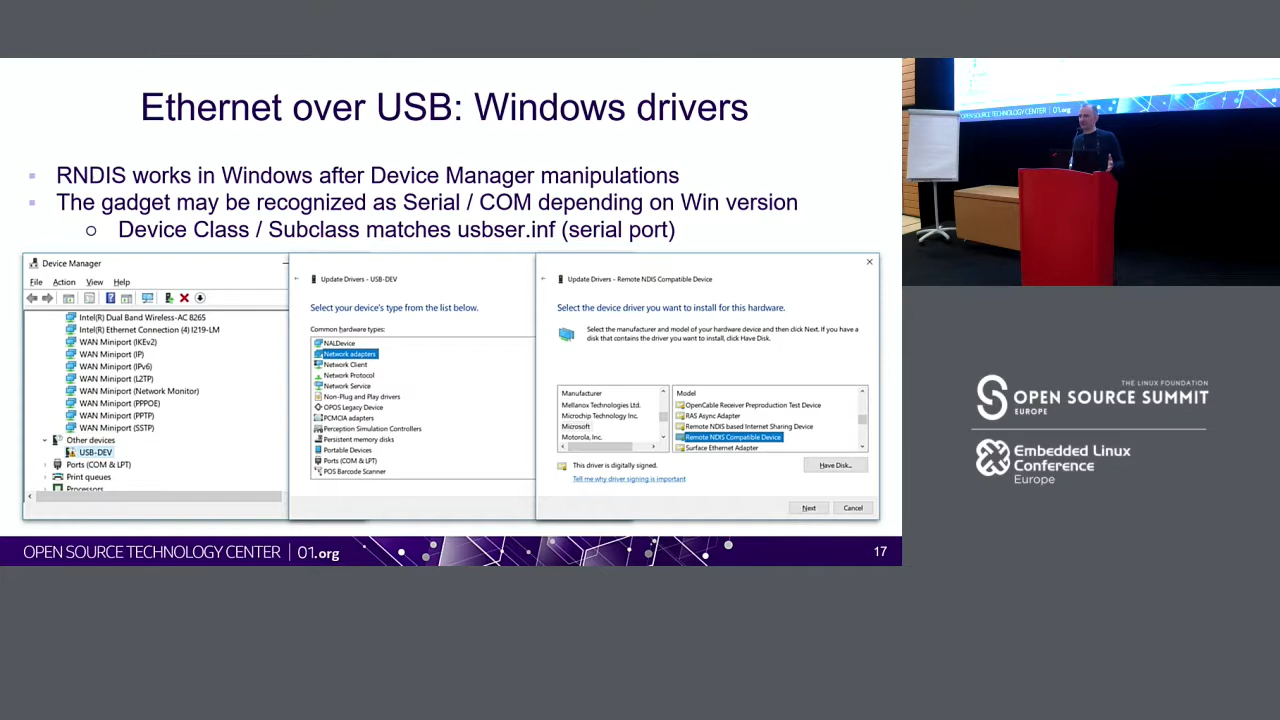 Ethernet over USB: Windows drivers
RNDIS works in Windows after Device Manager manipulations
The gadget may be recognized as Serial / COM depending on Win version
Device Class / Subclass matches usbser.inf (serial port)
Device Manager
File Action View Help
Intel(R) Dual Band Wireless-AC 8265
Intel(R) Ethernet Connection (4) I219-LM
WAN Miniport (IKEv2)
WAN Miniport (IP)
WAN Miniport (IPv6)
WAN Miniport (L2TP)
WAN Miniport (Network Monitor)
WAN Miniport (PPPOE)
WAN Miniport (PPTP)
WAN Miniport (SSTP)
Other devices
USB-DEV
Ports (COM & LPT)
Print queues
Processors
Update Drivers - USB-DEV
Select your device's type from the list below.
Common hardware types:
NALDevice
Network adapters
Network Client
Network Protocol
Network Service
Non-Plug and Play drivers
OPOS Legacy Device
PCMCIA adapters
Perception Simulation Controllers
Persistent memory disks
Portable Devices
Ports (COM & LPT)
POS Barcode Scanner
Update Drivers - Remote NDIS Compatible Device
Select the device driver you want to install for this hardware.
Select the manufacturer and model of your hardware device and then click Next. If you have a
disk that contains the driver you want to install, click Have Disk.
Manufacturer
Mellanox Technologies Ltd.
Microchip Technology Inc.
Microsoft
Motorola, Inc.
Model
OpenCable Receiver Preproduction Test Device
RAS Async Adapter
Remote NDIS based Internet Sharing Device
Remote NDIS Compatible Device
Surface Ethernet Adapter
This driver is digitally signed.
Have Disk...
Tell me why driver signing is important
Next Cancel
OPEN SOURCE TECHNOLOGY CENTER | 01.org
17
OPEN SOURCE TECHNOLOGY CENTER | 01.org
THE LINUX FOUNDATION
OPEN SOURCE SUMMIT
EUROPE
Embedded Linux
Conference
Europe